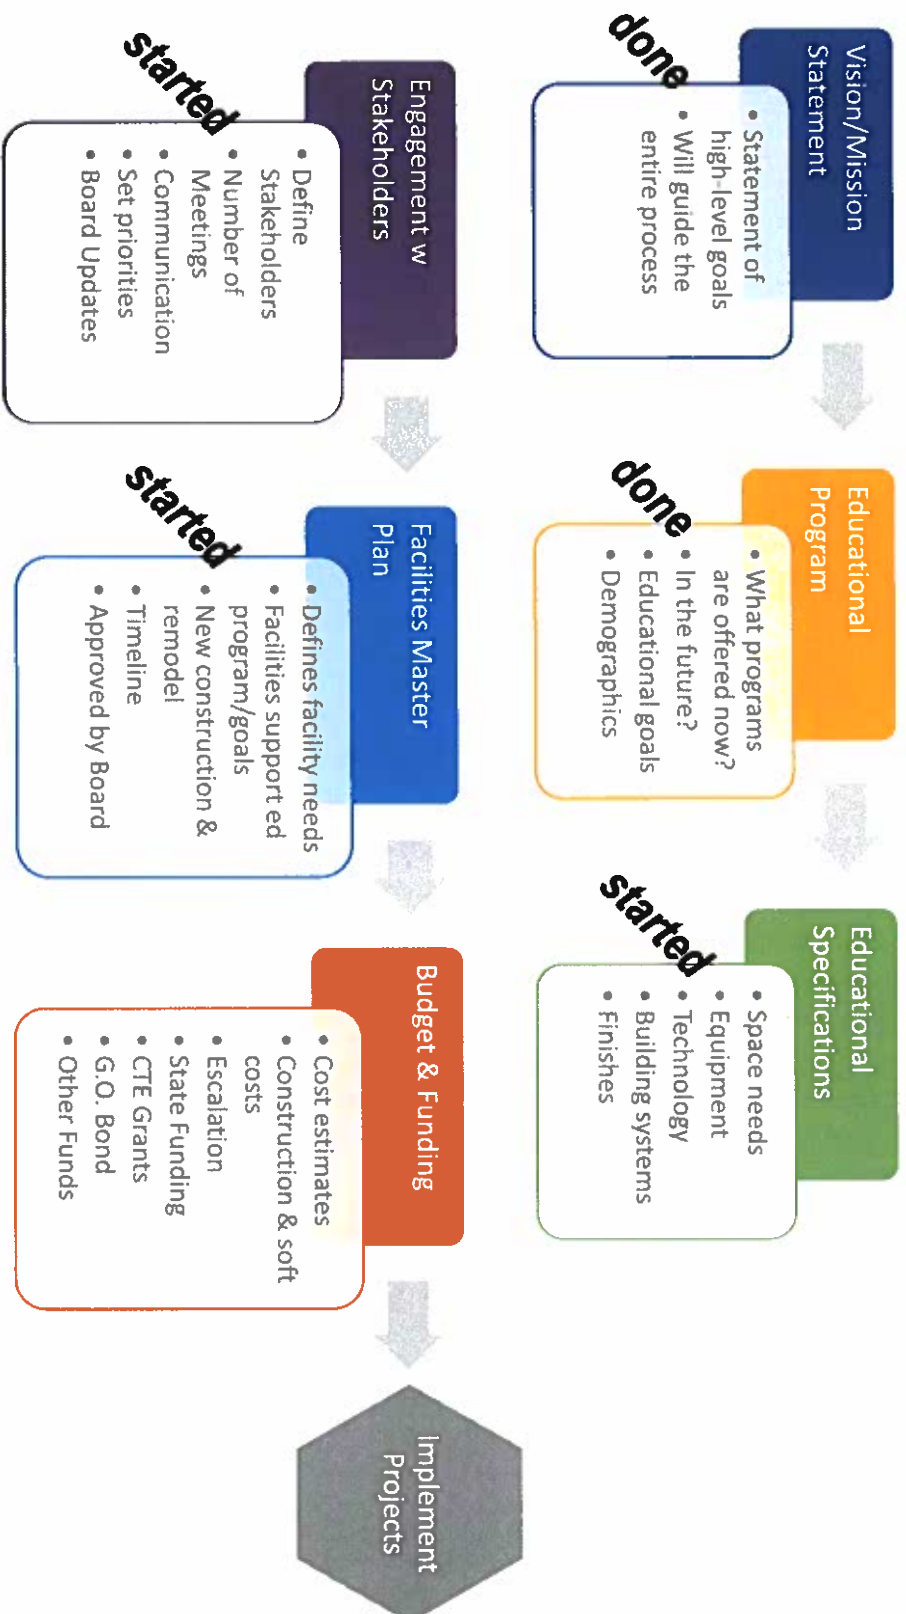 Vision/Mission
Statement
• Statement of
high-level goals
• Will guide the
entire process
done
Educational
Program
• What programs
are offered now?
• In the future?
• Educational goals
• Demographics
done
Educational
Specifications
• Space needs
• Equipment
• Technology
• Building systems
• Finishes
started
Engagement w
Stakeholders
• Define
Stakeholders
• Number of
Meetings
• Communication
• Set priorities
• Board Updates
started
Facilities Master
Plan
• Defines facility needs
• Facilities support ed
program/goals
• New construction &
remodel
• Timeline
• Approved by Board
started
Budget & Funding
• Cost estimates
• Construction & soft
costs
• Escalation
• State Funding
• CTE Grants
• G.O. Bond
• Other Funds
Implement
Projects